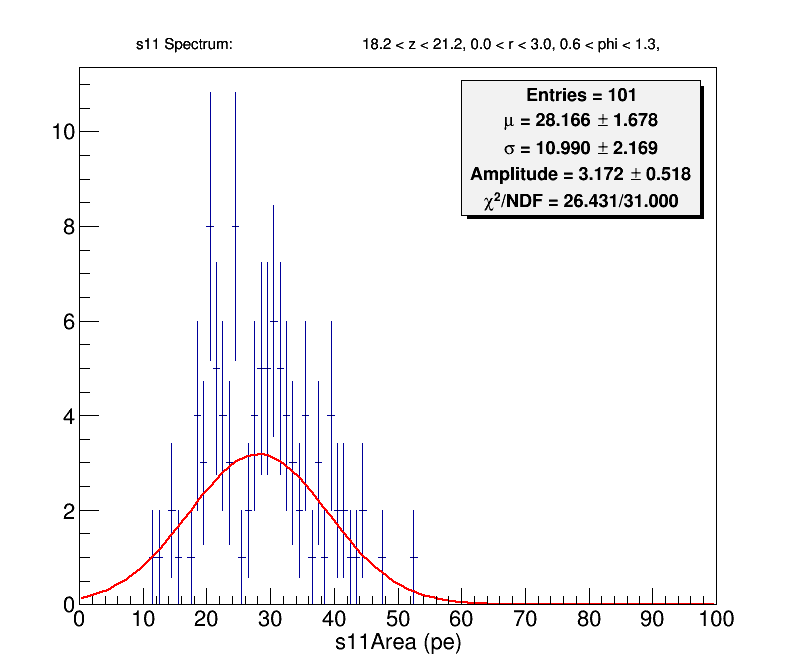 s11 Spectrum: 18.2 < z < 21.2, 0.0 < r < 3.0, 0.6 < phi < 1.3,
Entries = 101
μ = 28.166 ± 1.678
σ = 10.990 ± 2.169
Amplitude = 3.172 ± 0.518
χ²/NDF = 26.431/31.000
10
8
6
4
2
0
0 10 20 30 40 50 60 70 80 90 100
s11Area (pe)